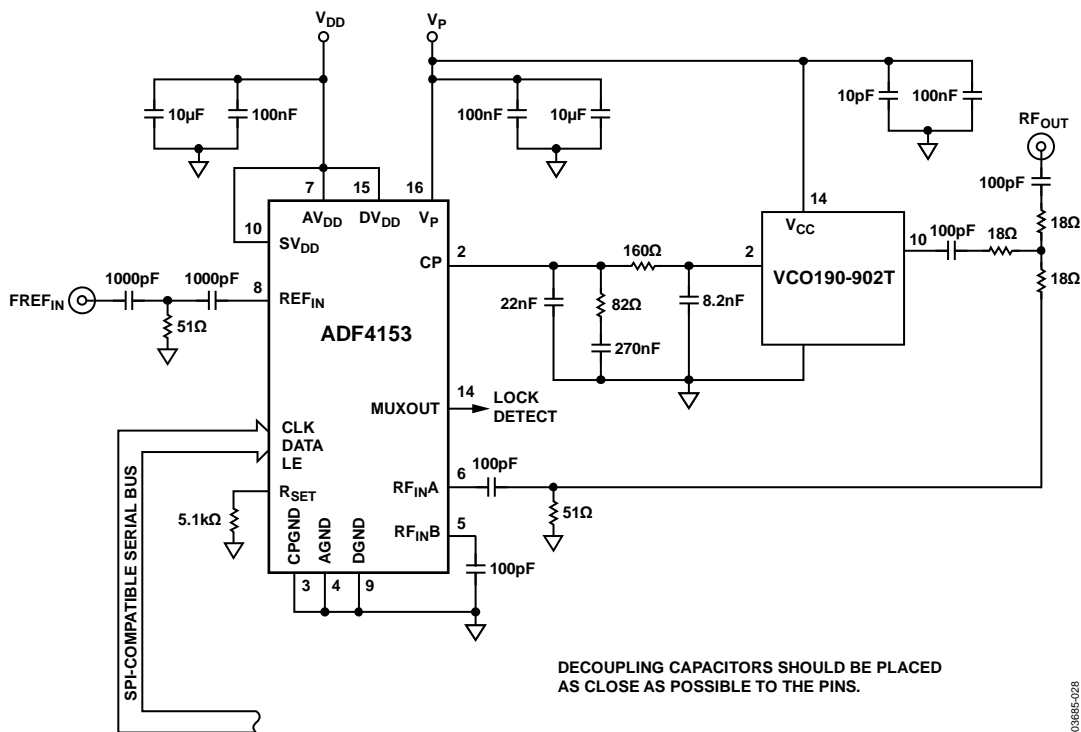 VDD
VP
10µF
100nF
100nF
10µF
10pF
100nF
RFOUT
100pF
7
15
16
14
AVDD
DVDD
VP
VCC
18Ω
10
SVDD
CP
2
160Ω
2
VCO190-902T
10
100pF
18Ω
18Ω
FREFIN
1000pF
1000pF
8
REFIN
51Ω
22nF
82Ω
8.2nF
270nF
ADF4153
MUXOUT
14
LOCK
DETECT
CLK
DATA
LE
RSET
5.1kΩ
RFINA
6
100pF
51Ω
RFINB
5
100pF
CPGND
AGND
DGND
3
4
9
SPI-COMPATIBLE SERIAL BUS
DECOUPLING CAPACITORS SHOULD BE PLACED
AS CLOSE AS POSSIBLE TO THE PINS.
03685-028